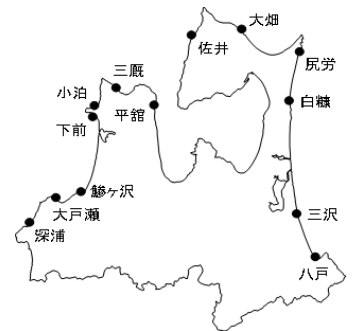 大畑
佐井
尻労
三厩
小泊
平舘
白糠
下前
鰺ヶ沢
大戸瀬
三沢
深浦
八戸